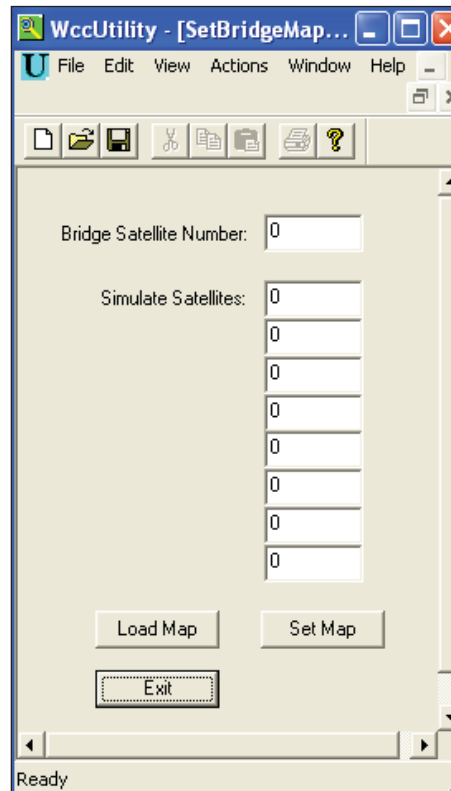 WccUtility - [SetBridgeMap...
U File Edit View Actions Window Help
Bridge Satellite Number: 0
Simulate Satellites: 0
0
0
0
0
0
0
0
Load Map Set Map
Exit
Ready